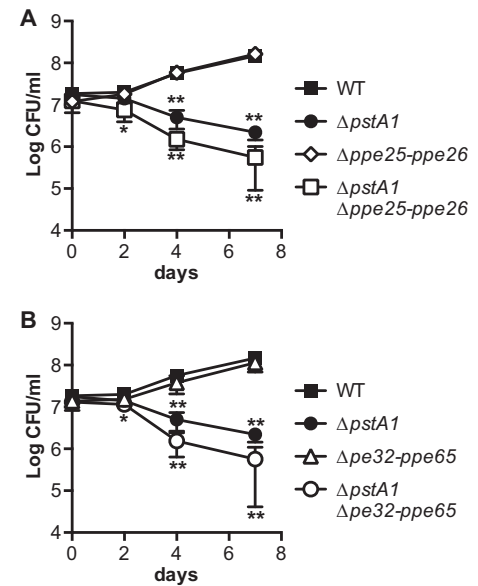 A
9
8
7
6
5
4
Log CFU/ml
**
**
*
**
**
0 2 4 6 8
days
WT
ΔpstA1
Δppe25-ppe26
ΔpstA1
Δppe25-ppe26
B
9
8
7
6
5
4
Log CFU/ml
**
**
*
**
**
0 2 4 6 8
days
WT
ΔpstA1
Δpe32-ppe65
ΔpstA1
Δpe32-ppe65